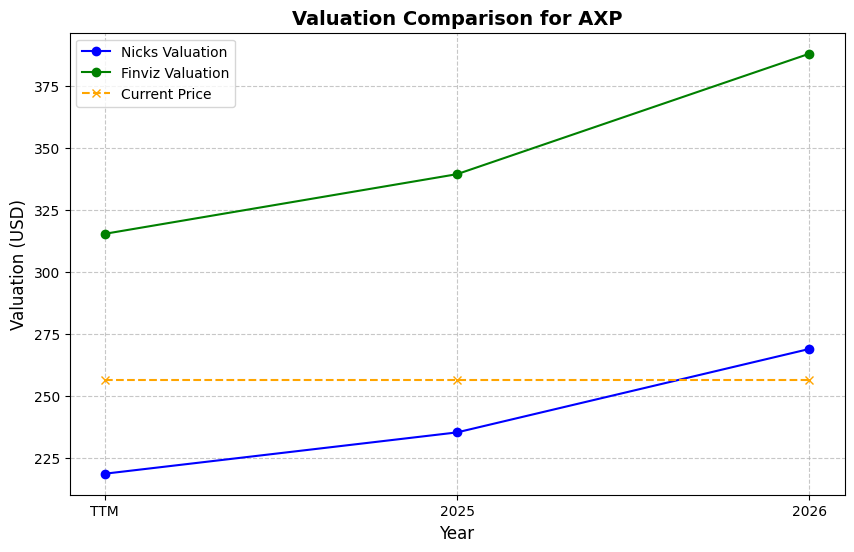 Valuation Comparison for AXP
Nicks Valuation
Finviz Valuation
Current Price
Valuation (USD)
375
350
325
300
275
250
225
TTM
2025
2026
Year